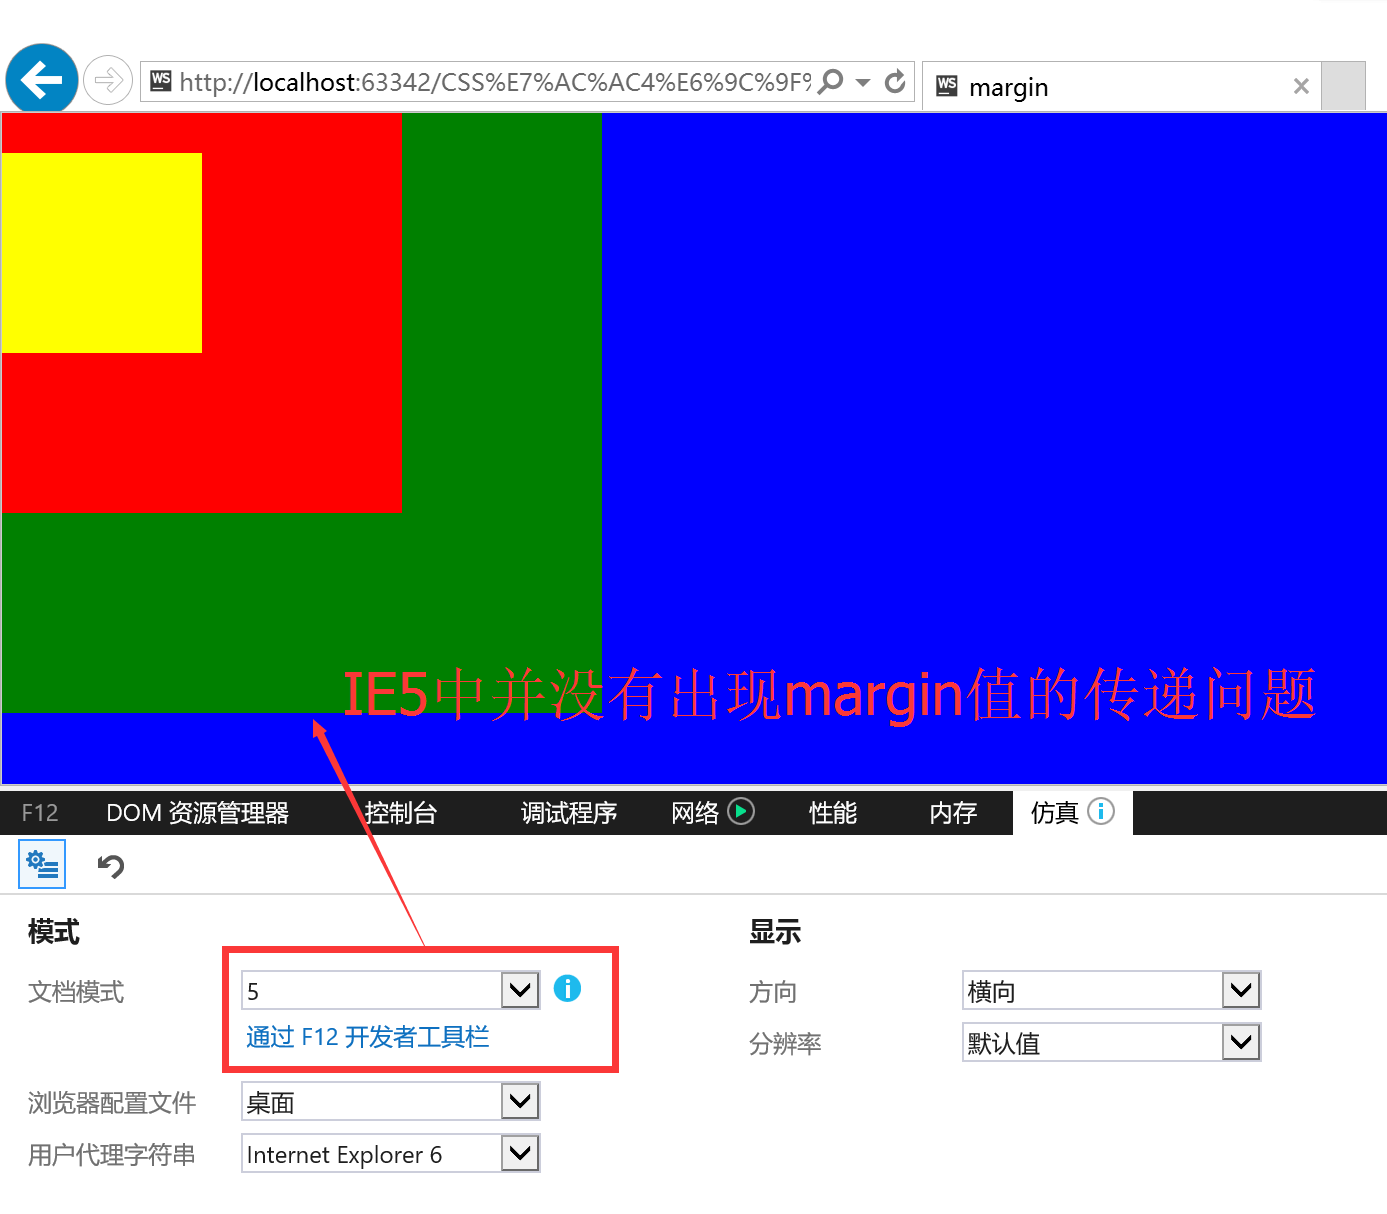 WS http://localhost:63342/CSS%E7%AC%AC4%E6%9C%9F%
WS margin
IE5中并没有出现margin值的传递问题
F12 DOM 资源管理器 控制台 调试程序 网络 性能 内存 仿真
模式 显示
文档模式 5 方向 横向
通过 F12 开发者工具栏 分辨率 默认值
浏览器配置文件 桌面
用户代理字符串 Internet Explorer 6